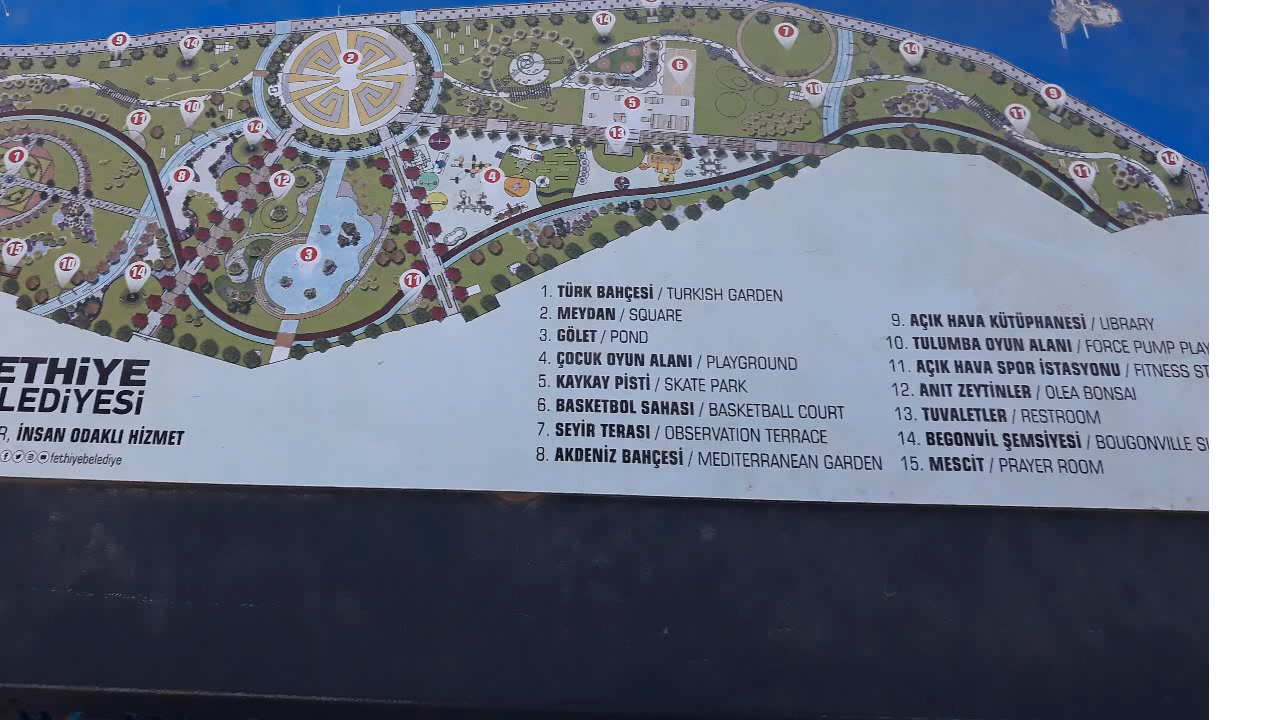 ETHİYE
LEDİYESİ
R, İNSAN ODAKLI HİZMET
fethiyebelediye
1. TÜRK BAHÇESİ / TURKISH GARDEN
2. MEYDAN / SQUARE
3. GÖLET / POND
4. ÇOCUK OYUN ALANI / PLAYGROUND
5. KAYKAY PİSTİ / SKATE PARK
6. BASKETBOL SAHASI / BASKETBALL COURT
7. SEYİR TERASI / OBSERVATION TERRACE
8. AKDENİZ BAHÇESİ / MEDITERRANEAN GARDEN
9. AÇIK HAVA KÜTÜPHANESİ / LIBRARY
10. TULUMBA OYUN ALANI / FORCE PUMP PLAY
11. AÇIK HAVA SPOR İSTASYONU / FITNESS ST
12. ANIT ZEYTİNLER / OLEA BONSAI
13. TUVALETLER / RESTROOM
14. BEGONVİL ŞEMSİYESİ / BOUGONVILLE
15. MESCİT / PRAYER ROOM